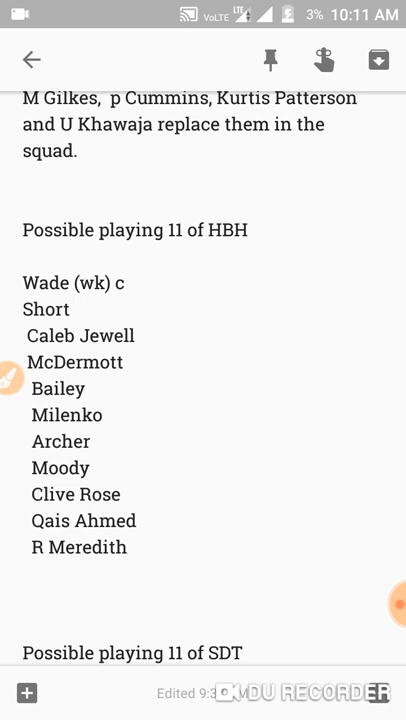 VoLTE LTE 3% 10:11 AM
M Gilkes, p Cummins, Kurtis Patterson
and U Khawaja replace them in the
squad.
Possible playing 11 of HBH
Wade (wk) c
Short
Caleb Jewell
McDermott
Bailey
Milenko
Archer
Moody
Clive Rose
Qais Ahmed
R Meredith
Possible playing 11 of SDT
Edited
DU RECORDER